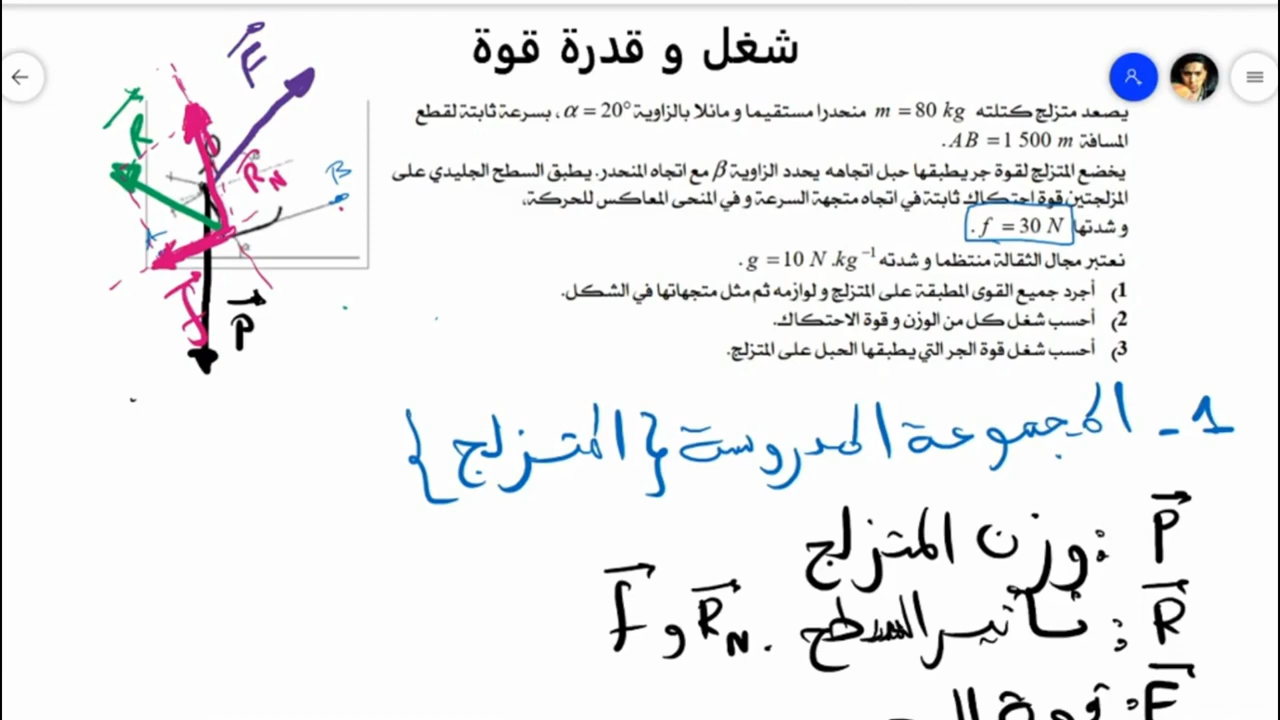 شغل و قدرة قوة
يصعد متزلج كتلته m = 80 kg منحدرا مستقيما و مائلا بالزاوية α = 20° ، بسرعة ثابتة لقطع
المسافة AB = 1 500 m .
يخضع المتزلج لقوة جر يطبقها حبل اتجاهه يحدد الزاوية β مع اتجاه المنحدر. يطبق السطح الجليدي على
المزلجتين قوة احتكاك ثابتة في اتجاه متجهة السرعة و في المنحى المعاكس للحركة،
و شدتها f = 30 N .
نعتبر مجال الثقالة منتظما و شدته g = 10 N .kg⁻¹ .
1) أجرد جميع القوى المطبقة على المتزلج و لوازمه ثم مثل متجهاتها في الشكل.
2) أحسب شغل كل من الوزن و قوة الاحتكاك.
3) أحسب شغل قوة الجر التي يطبقها الحبل على المتزلج.
F
R
R_N
B
A
f
P
1 - المجموعة المدروسة {المتزلج}
P : وزن المتزلج
R : تأثير السطح . R_N و f
F : قوة